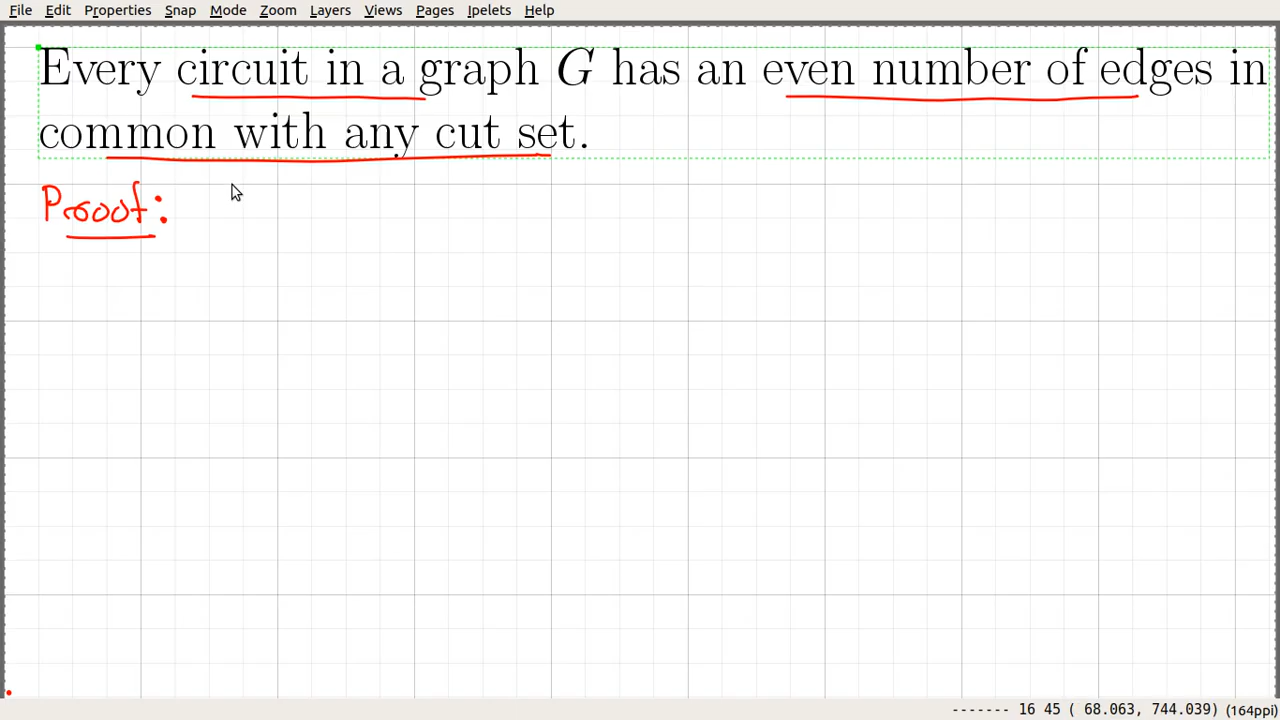 File Edit Properties Snap Mode Zoom Layers Views Pages Ipelets Help
Every circuit in a graph G has an even number of edges in
common with any cut set.
Proof:
------- 16 45 ( 68.063, 744.039) (164ppi)